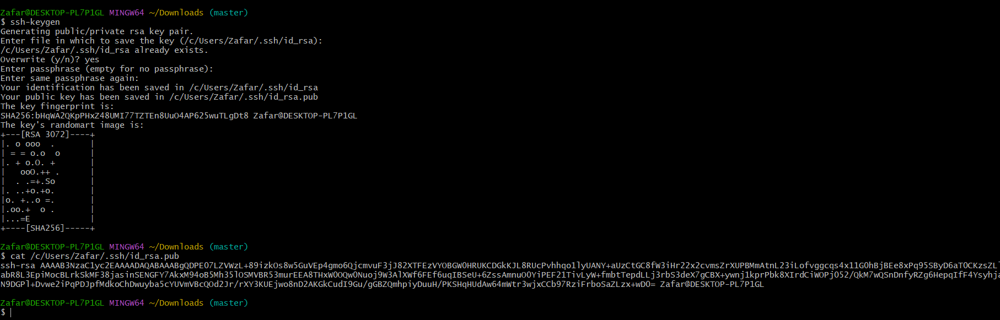 Zafar@DESKTOP-PL7P1GL MINGW64 ~/Downloads (master)
$ ssh-keygen
Generating public/private rsa key pair.
Enter file in which to save the key (/c/Users/Zafar/.ssh/id_rsa):
/c/Users/Zafar/.ssh/id_rsa already exists.
Overwrite (y/n)? yes
Enter passphrase (empty for no passphrase):
Enter same passphrase again:
Your identification has been saved in /c/Users/Zafar/.ssh/id_rsa
Your public key has been saved in /c/Users/Zafar/.ssh/id_rsa.pub
The key fingerprint is:
SHA256:bHqWA2QKpPHxZ48UMI77TZTEn8UuO4AP625wuTLgDt8 Zafar@DESKTOP-PL7P1GL
The key's randomart image is:
+---[RSA 3072]----+
|. o ooo  .       |
| = = o.o  o      |
|. + o.O. +       |
|   ooO.++ .      |
|  . .=+.So       |
|. ..+o.+o.       |
|o. +..o =.       |
|.oo.+  o .       |
|...=E            |
+----[SHA256]-----+
Zafar@DESKTOP-PL7P1GL MINGW64 ~/Downloads (master)
$ cat /c/Users/Zafar/.ssh/id_rsa.pub
ssh-rsa AAAAB3NzaC1yc2EAAAADAQABAAABgQDPE07LZVWzL+89izkOs8w5GuVEp4gmo6QjcmvuF3jJ82XTFEzVYOBGW0HRUKCDGkKJL8RUcPvhhqo1lyUANY+aUzCtGC8fW3iHr22x2cvmsZrXUPBMmAtnL23iLofvggcqs4x11GOhBjBEe8xPq95SByD6aTOCKzsZL
abR8L3EpiMocBLrkSkMF38jasinSENGFY7AkxM94oB5Mh35lOSMVBR53murEEA8THxW0OQw0Nuoj9W3AlXWf6FEf6uqIBSeU+6ZssAmnuO0YiPEF21TivLyW+fmbtTepdLLj3rbS3deX7gCBX+ywnj1kprPbk8XIrdCiWOPj052/QkM7wQSnDnfyRZg6HepqIfF4Ysyhj
N9DGPl+Dvwe2iPqPDJpfMdkoChDwuyba5cYUVmVBcQOd2Jr/rXY3KUEjwo8nD2AKGkCudI9Gu/gGBZQmhpiyDuuH/PKSHqHUdAw64mWtr3wjxCCb97RziFrboSaZLzx+wD0= Zafar@DESKTOP-PL7P1GL
Zafar@DESKTOP-PL7P1GL MINGW64 ~/Downloads (master)
$